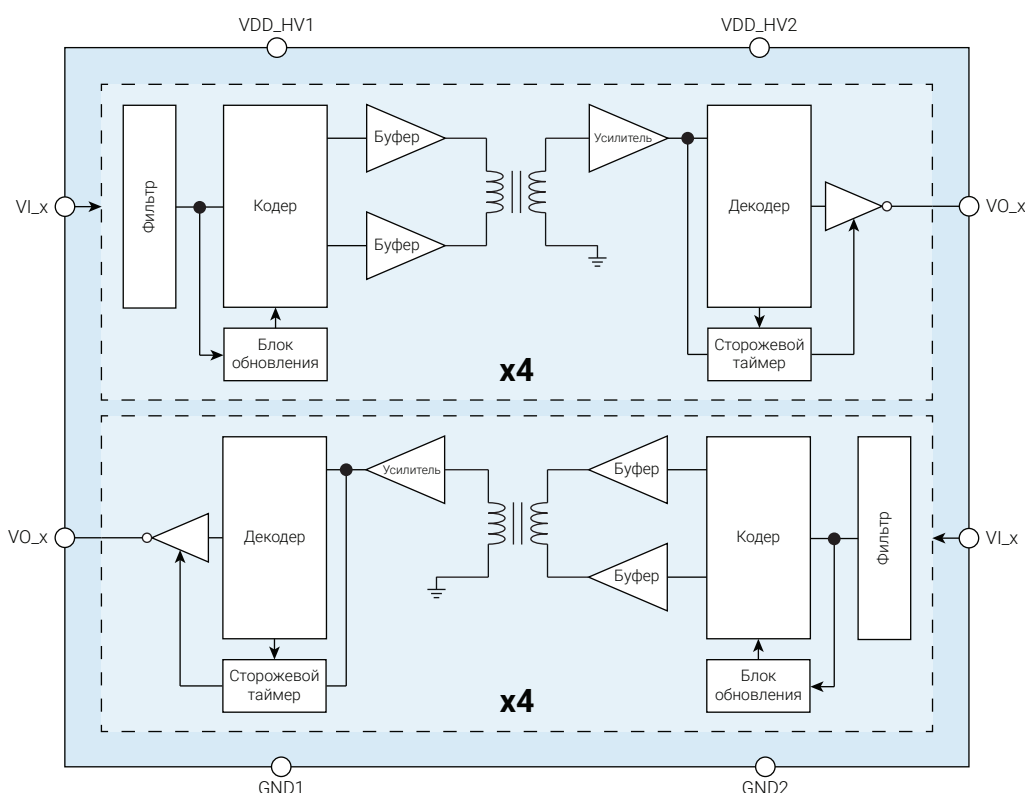 VDD_HV1
VDD_HV2
Фильтр
Кодер
Буфер
Буфер
Усилитель
Декодер
VI_x
VO_x
Блок
обновления
Сторожевой
таймер
x4
Декодер
Усилитель
Буфер
Буфер
Кодер
Фильтр
VO_x
VI_x
Сторожевой
таймер
Блок
обновления
x4
GND1
GND2